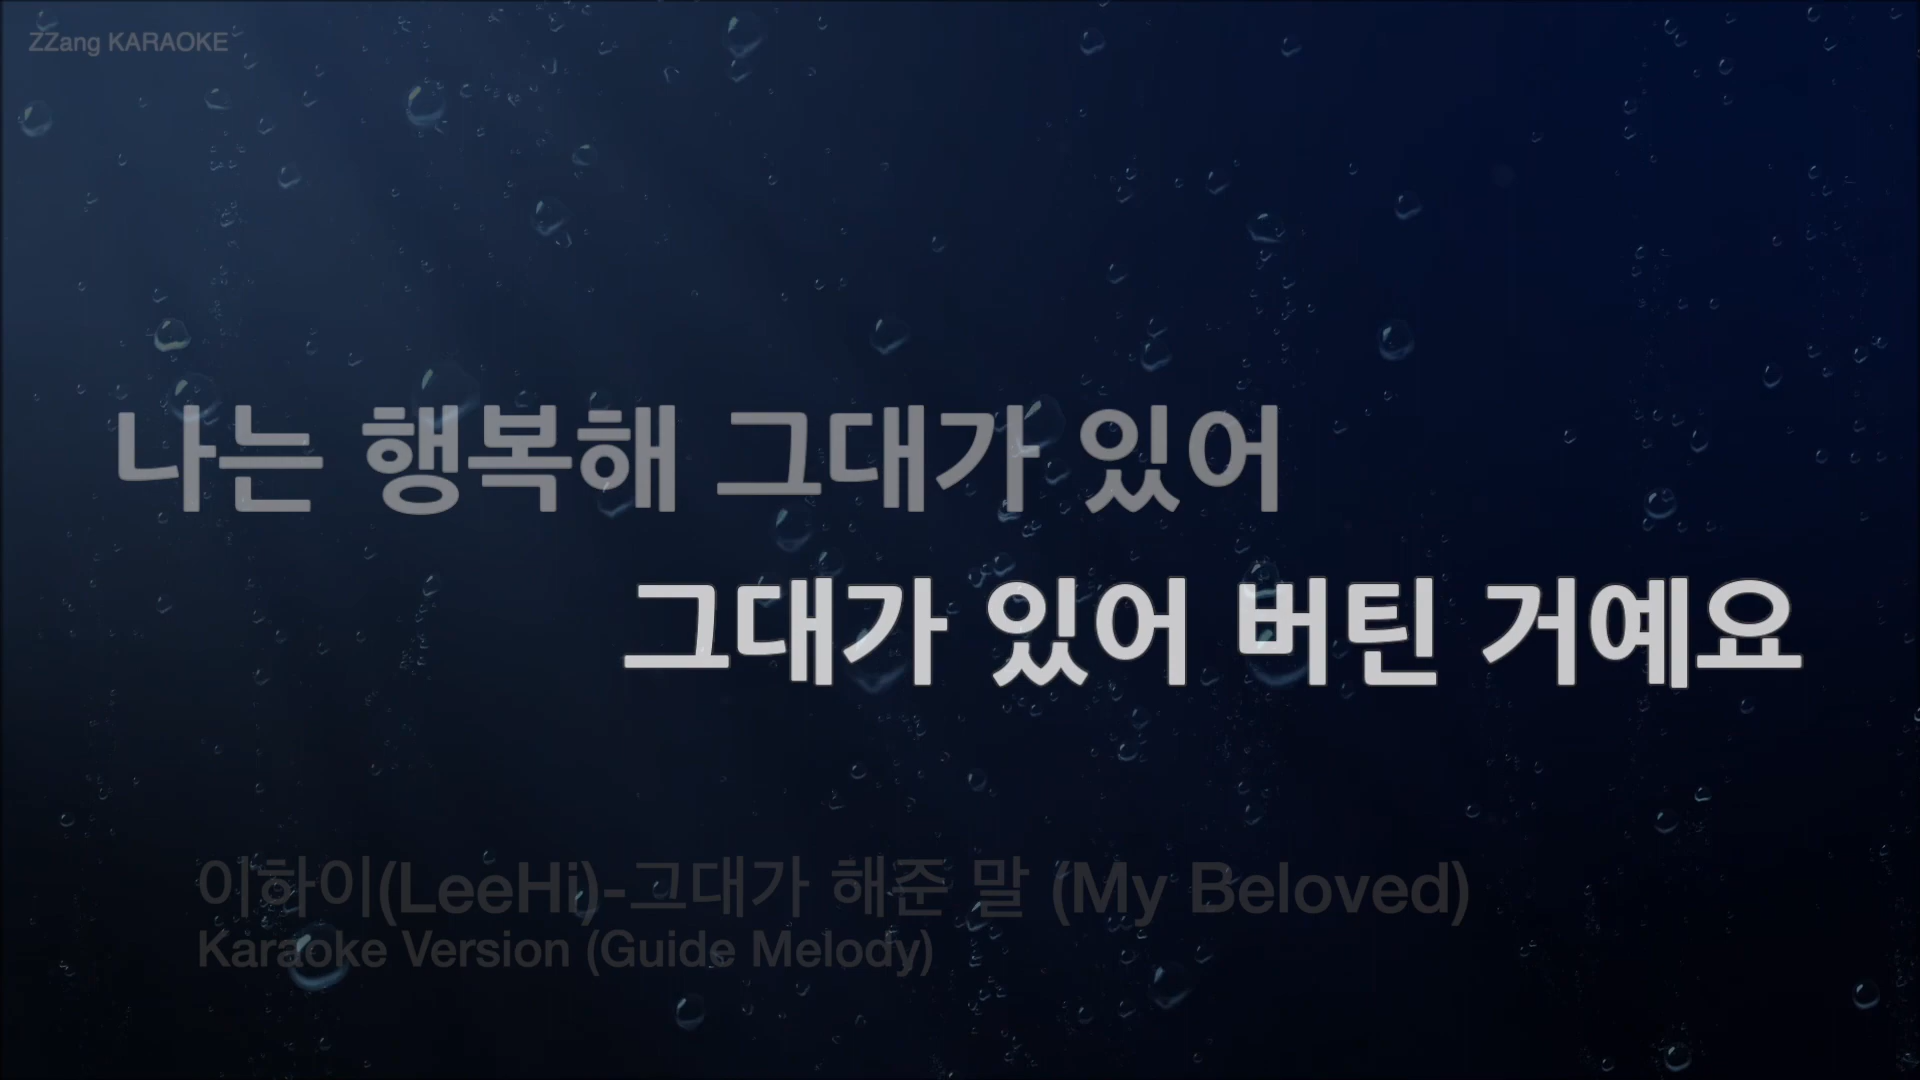 ZZang KARAOKE
나는 행복해 그대가 있어
그대가 있어 버틴 거예요
이하이(LeeHi)-그대가 해준 말 (My Beloved)
Karaoke Version (Guide Melody)